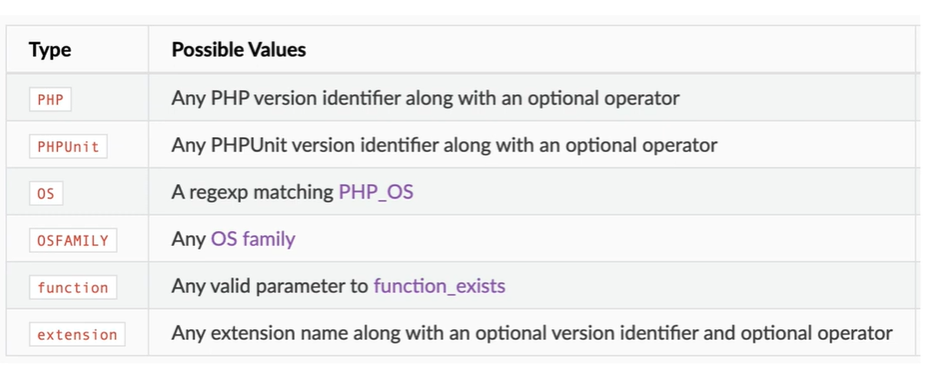 Type Possible Values
PHP Any PHP version identifier along with an optional operator
PHPUnit Any PHPUnit version identifier along with an optional operator
OS A regexp matching PHP_OS
OSFAMILY Any OS family
function Any valid parameter to function_exists
extension Any extension name along with an optional version identifier and optional operator